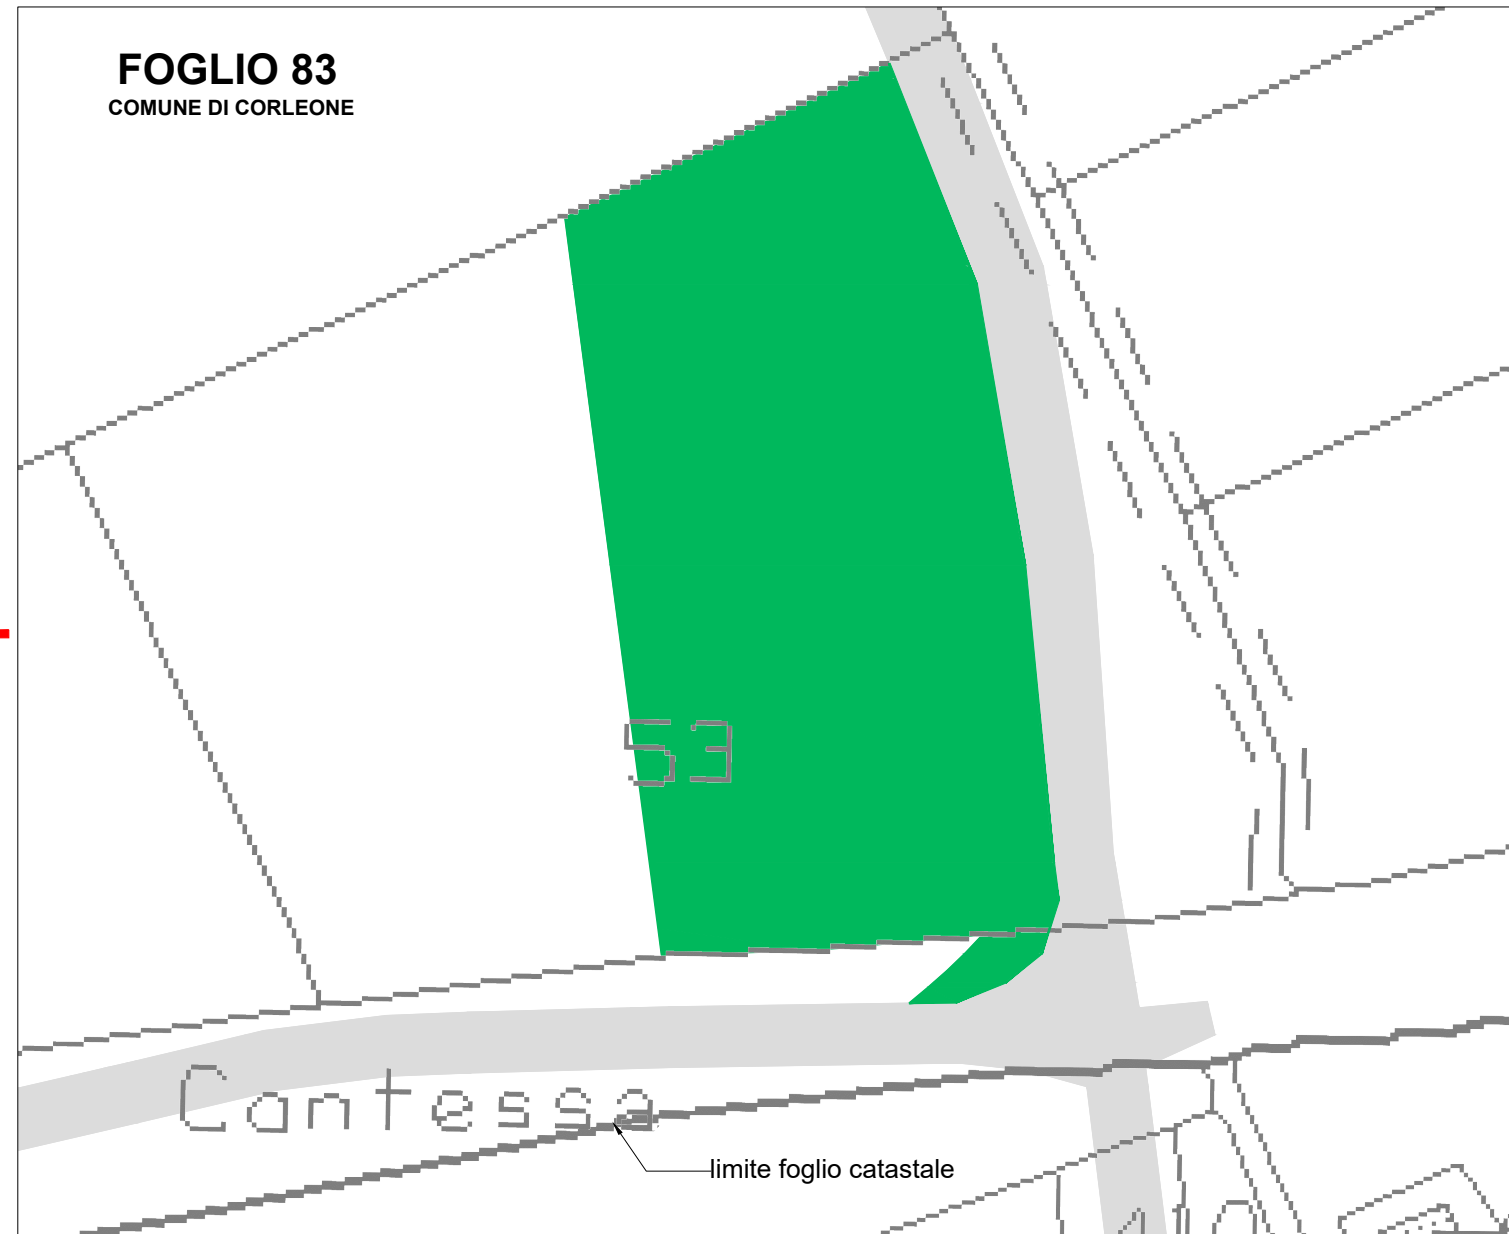 FOGLIO 83
COMUNE DI CORLEONE
53
Contessa
limite foglio catastale